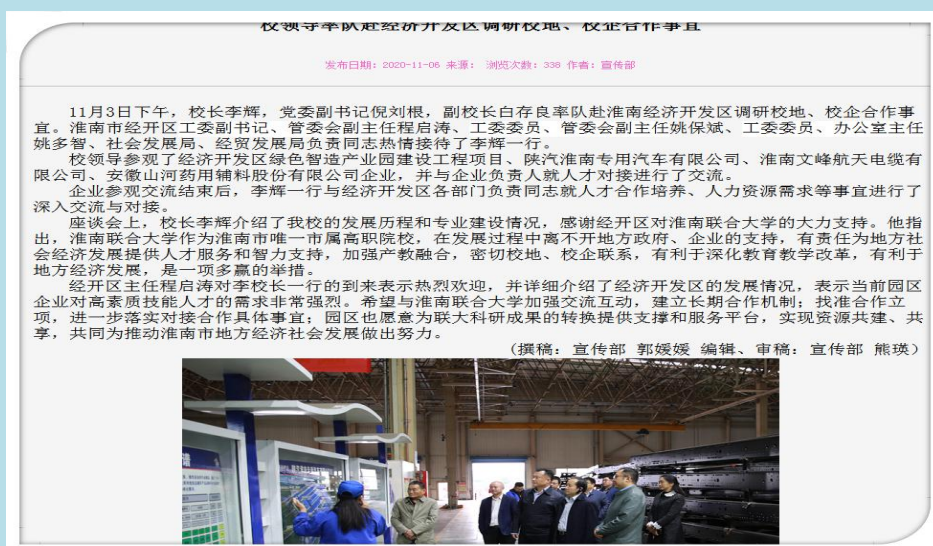 校领导率队赴经济开发区调研校地、校企合作事宜
发布日期：2020-11-06 来源： 浏览次数：338 作者：宣传部
11月3日下午，校长李辉，党委副书记倪刘根，副校长白存良率队赴淮南经济开发区调研校地、校企合作事
宜。淮南市经开区工委副书记、管委会副主任程启涛、工委委员、管委会副主任姚保斌、工委委员、办公室主任
姚多智、社会发展局、经贸发展局负责同志热情接待了李辉一行。
校领导参观了经济开发区绿色智造产业园建设工程项目、陕汽淮南专用汽车有限公司、淮南文峰航天电缆有
限公司、安徽山河药用辅料股份有限公司企业，并与企业负责人就人才对接进行了交流。
企业参观交流结束后，李辉一行与经济开发区各部门负责同志就人才合作培养、人力资源需求等事宜进行了
深入交流与对接。
座谈会上，校长李辉介绍了我校的发展历程和专业建设情况，感谢经开区对淮南联合大学的大力支持。他指
出，淮南联合大学作为淮南市唯一市属高职院校，在发展过程中离不开地方政府、企业的支持，有责任为地方社
会经济发展提供人才服务和智力支持，加强产教融合，密切校地、校企联系，有利于深化教育教学改革，有利于
地方经济发展，是一项多赢的举措。
经开区主任程启涛对李校长一行的到来表示热烈欢迎，并详细介绍了经济开发区的发展情况，表示当前园区
企业对高素质技能人才的需求非常强烈。希望与淮南联合大学加强交流互动，建立长期合作机制；找准合作立
项，进一步落实对接合作具体事宜；园区也愿意为联大科研成果的转换提供支撑和服务平台，实现资源共建、共
享，共同为推动淮南市地方经济社会发展做出努力。
（撰稿：宣传部 郭媛媛 编辑、审稿：宣传部 熊瑛）